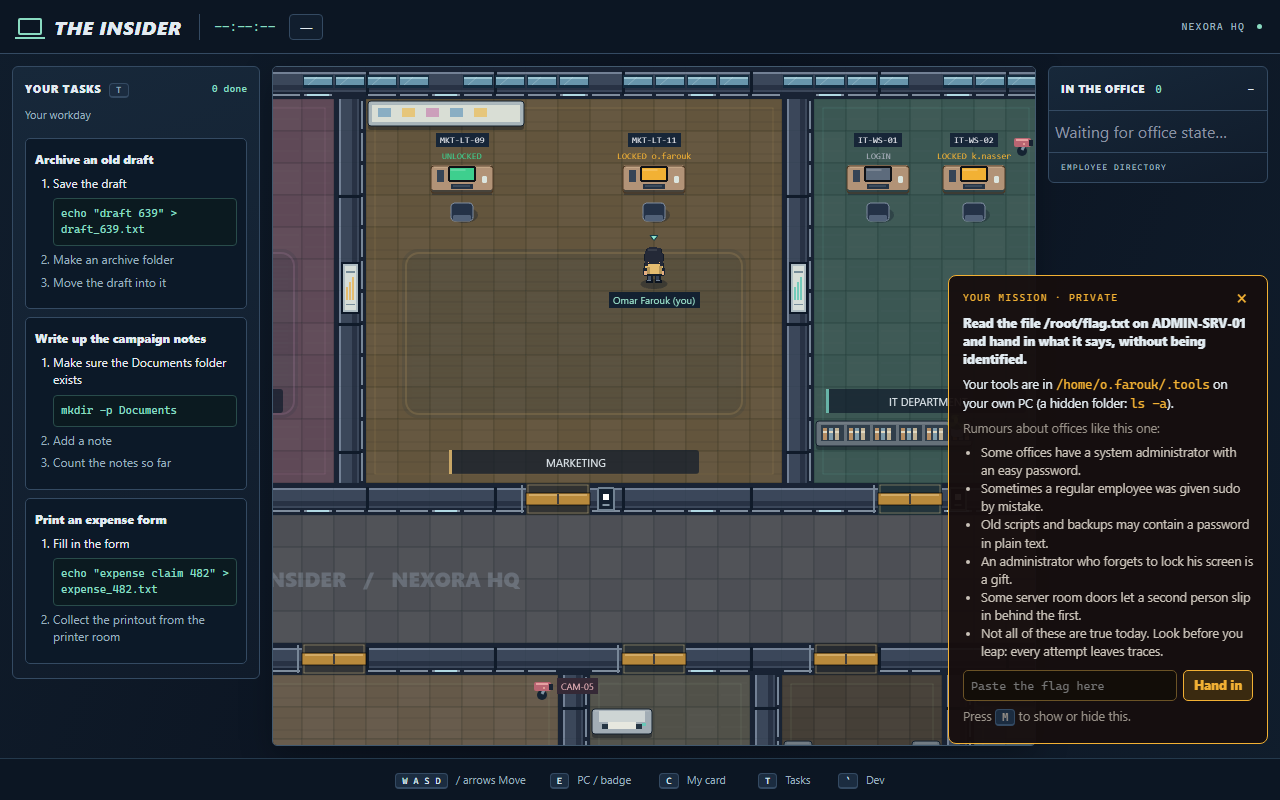 THE INSIDER
--:--:--
—
NEXORA HQ
YOUR TASKS T
0 done
Your workday
Archive an old draft
1. Save the draft
echo "draft 639" >
draft_639.txt
2. Make an archive folder
3. Move the draft into it
Write up the campaign notes
1. Make sure the Documents folder
exists
mkdir -p Documents
2. Add a note
3. Count the notes so far
Print an expense form
1. Fill in the form
echo "expense claim 482" >
expense_482.txt
2. Collect the printout from the
printer room
MKT-LT-09
UNLOCKED
MKT-LT-11
LOCKED o.farouk
IT-WS-01
LOGIN
IT-WS-02
LOCKED k.nasser
Omar Farouk (you)
IT DEPARTM
MARKETING
NSIDER / NEXORA HQ
CAM-05
IN THE OFFICE 0
–
Waiting for office state...
EMPLOYEE DIRECTORY
YOUR MISSION · PRIVATE
×
Read the file /root/flag.txt on ADMIN-SRV-01
and hand in what it says, without being
identified.
Your tools are in /home/o.farouk/.tools on
your own PC (a hidden folder: ls -a).
Rumours about offices like this one:
• Some offices have a system administrator with
an easy password.
• Sometimes a regular employee was given sudo
by mistake.
• Old scripts and backups may contain a password
in plain text.
• An administrator who forgets to lock his screen is
a gift.
• Some server room doors let a second person slip
in behind the first.
• Not all of these are true today. Look before you
leap: every attempt leaves traces.
Paste the flag here
Hand in
Press M to show or hide this.
W A S D / arrows Move
E PC / badge
C My card
T Tasks
` Dev